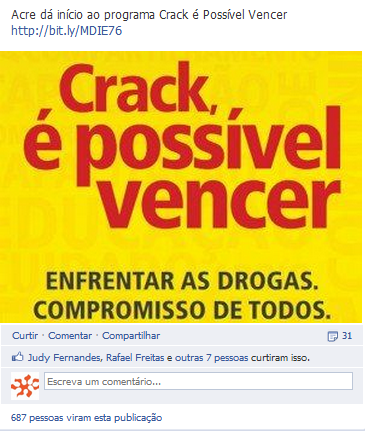 Acre dá início ao programa Crack é Possível Vencer
http://bit.ly/MDIE76
Crack,
é possível
vencer
ENFRENTAR AS DROGAS.
COMPROMISSO DE TODOS.
Curtir · Comentar · Compartilhar 31
Judy Fernandes, Rafael Freitas e outras 7 pessoas curtiram isso.
Escreva um comentário...
687 pessoas viram esta publicação